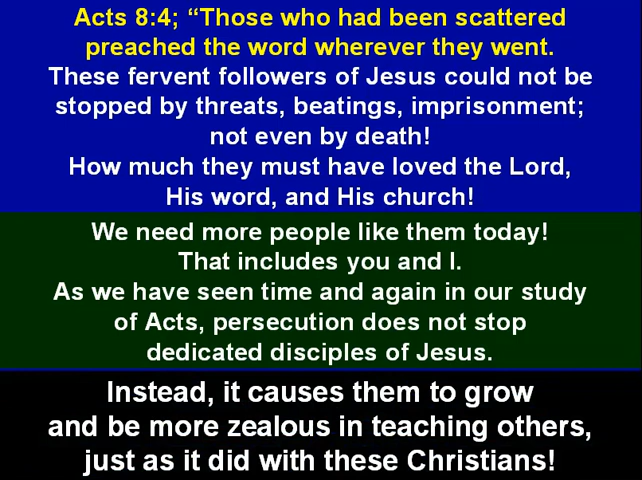 Acts 8:4; “Those who had been scattered
preached the word wherever they went.
These fervent followers of Jesus could not be
stopped by threats, beatings, imprisonment;
not even by death!
How much they must have loved the Lord,
His word, and His church!
We need more people like them today!
That includes you and I.
As we have seen time and again in our study
of Acts, persecution does not stop
dedicated disciples of Jesus.
Instead, it causes them to grow
and be more zealous in teaching others,
just as it did with these Christians!